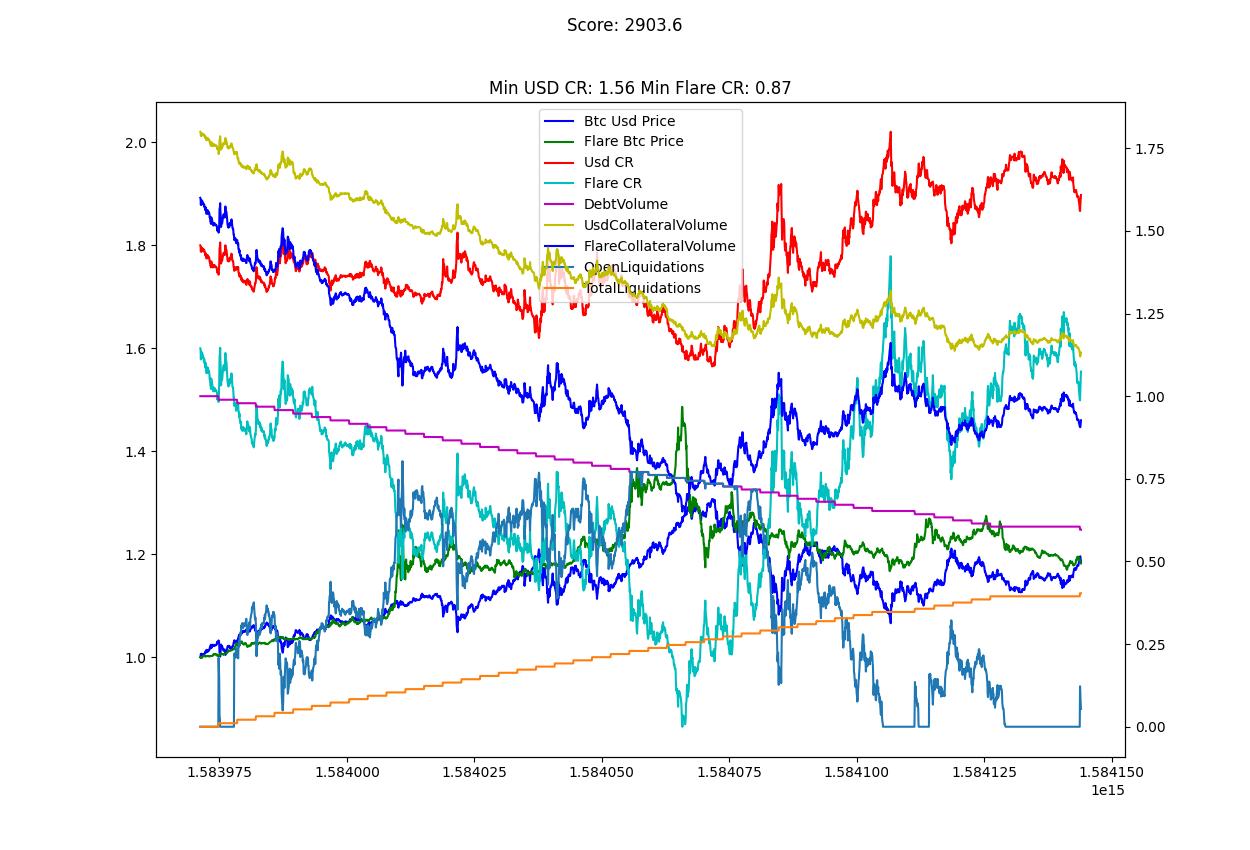 Score: 2903.6
Min USD CR: 1.56 Min Flare CR: 0.87
Btc Usd Price
Flare Btc Price
Usd CR
Flare CR
DebtVolume
UsdCollateralVolume
FlareCollateralVolume
OpenLiquidations
TotalLiquidations
2.0
1.8
1.6
1.4
1.2
1.0
1.75
1.50
1.25
1.00
0.75
0.50
0.25
0.00
1.583975
1.584000
1.584025
1.584050
1.584075
1.584100
1.584125
1.584150
1e15